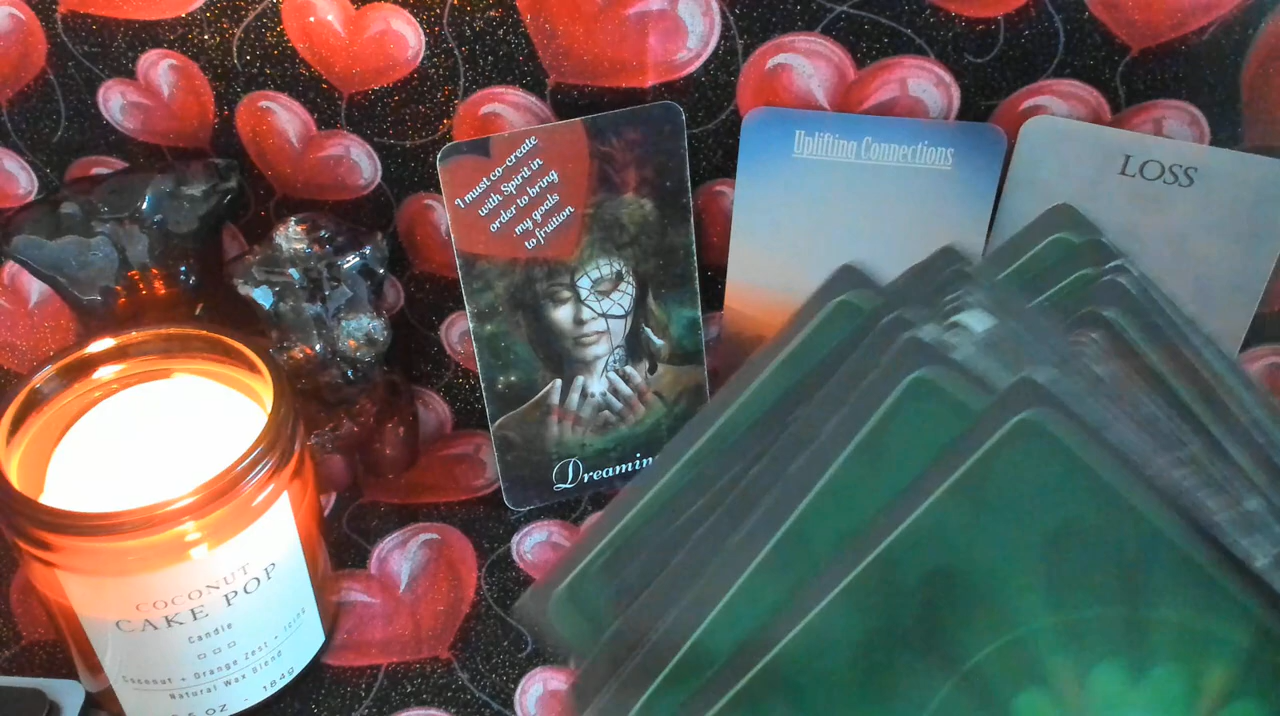 I must co-create
with Spirit in
order to bring
my goals
to fruition
Dreamin
Uplifting Connections
LOSS
COCONUT
CAKE POP
Candle
Coconut + Orange Zest + Icing
Natural Wax Blend
.5 OZ - 184g